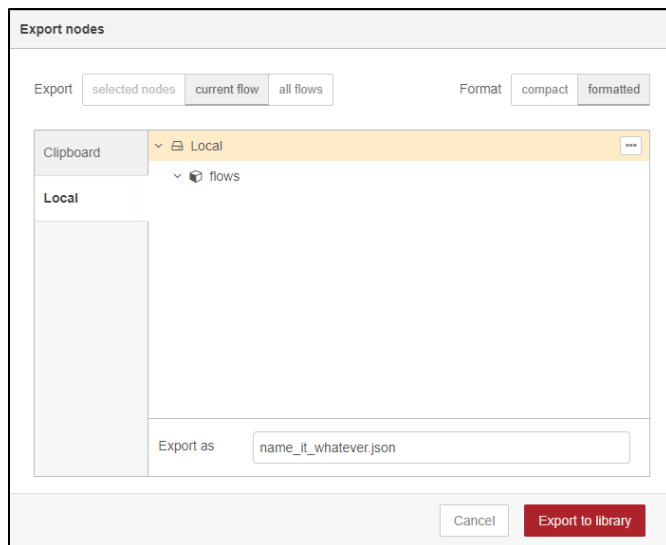 Export nodes
Export selected nodes current flow all flows Format compact formatted
Clipboard
Local
Local
flows
Export as name_it_whatever.json
Cancel Export to library